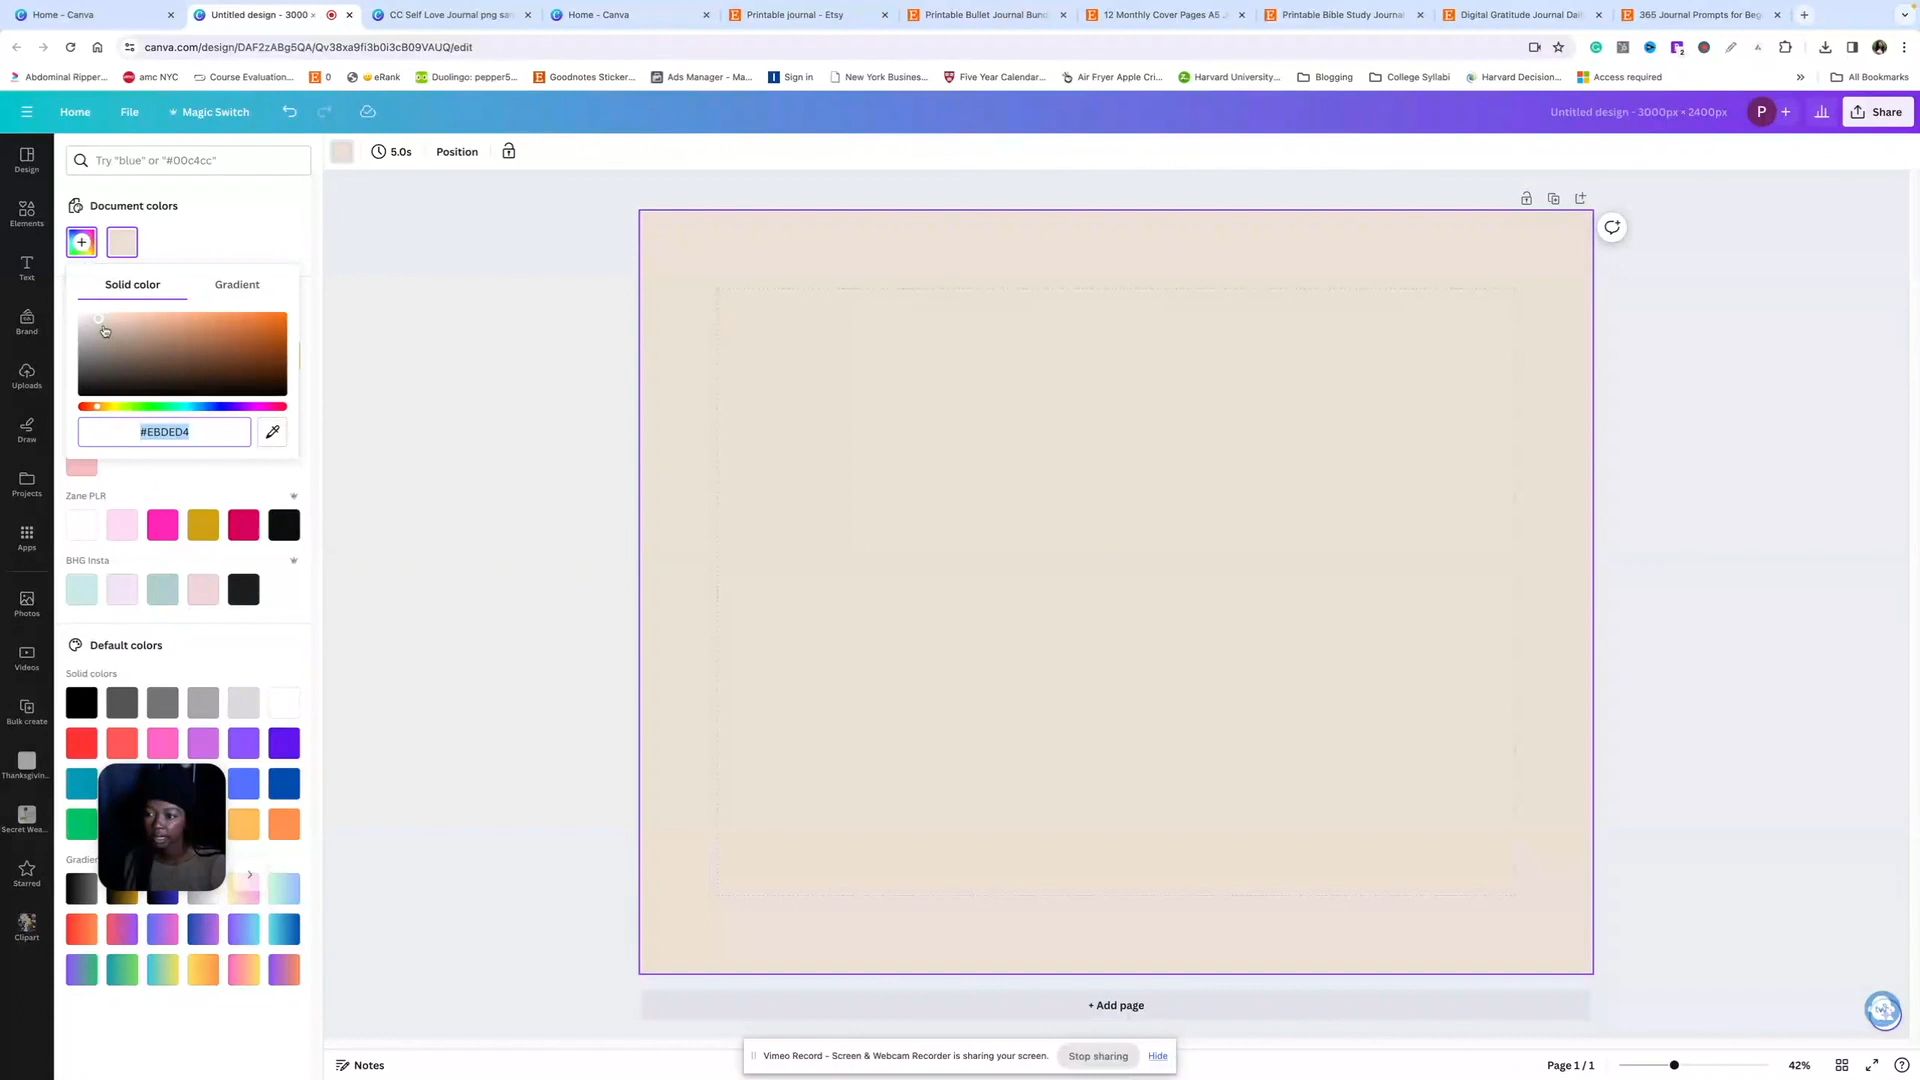 Home - Canva
Untitled design - 3000
CC Self Love Journal png sa
Home - Canva
Printable journal - Etsy
Printable Bullet Journal Bund
12 Monthly Cover Pages A5
Printable Bible Study Journal
Digital Gratitude Journal Dail
365 Journal Prompts for Beg
canva.com/design/DAF2zABg5QA/Qv38xa9fi3b0i3cB09VAUQ/edit
2
Abdominal Ripper...
amc NYC
Course Evaluation...
0
eRank
Duolingo: pepper5...
Goodnotes Sticker...
Ads Manager - Ma...
Sign in
New York Busines...
Five Year Calendar...
Air Fryer Apple Cri...
Harvard University...
Blogging
College Syllabi
Harvard Decision...
Access required
»
All Bookmarks
Home
File
Magic Switch
Untitled design - 3000px × 2400px
P
+
Share
Try "blue" or "#00c4cc"
5.0s
Position
Design
Elements
Text
Brand
Uploads
Draw
Projects
Apps
Photos
Videos
Bulk create
Thanksgivin...
Secret Wea...
Starred
Clipart
Document colors
Solid color
Gradient
#EBDED4
Zane PLR
BHG Insta
Default colors
Solid colors
Gradien
+ Add page
Vimeo Record - Screen & Webcam Recorder is sharing your screen.
Stop sharing
Hide
Notes
Page 1 / 1
42%